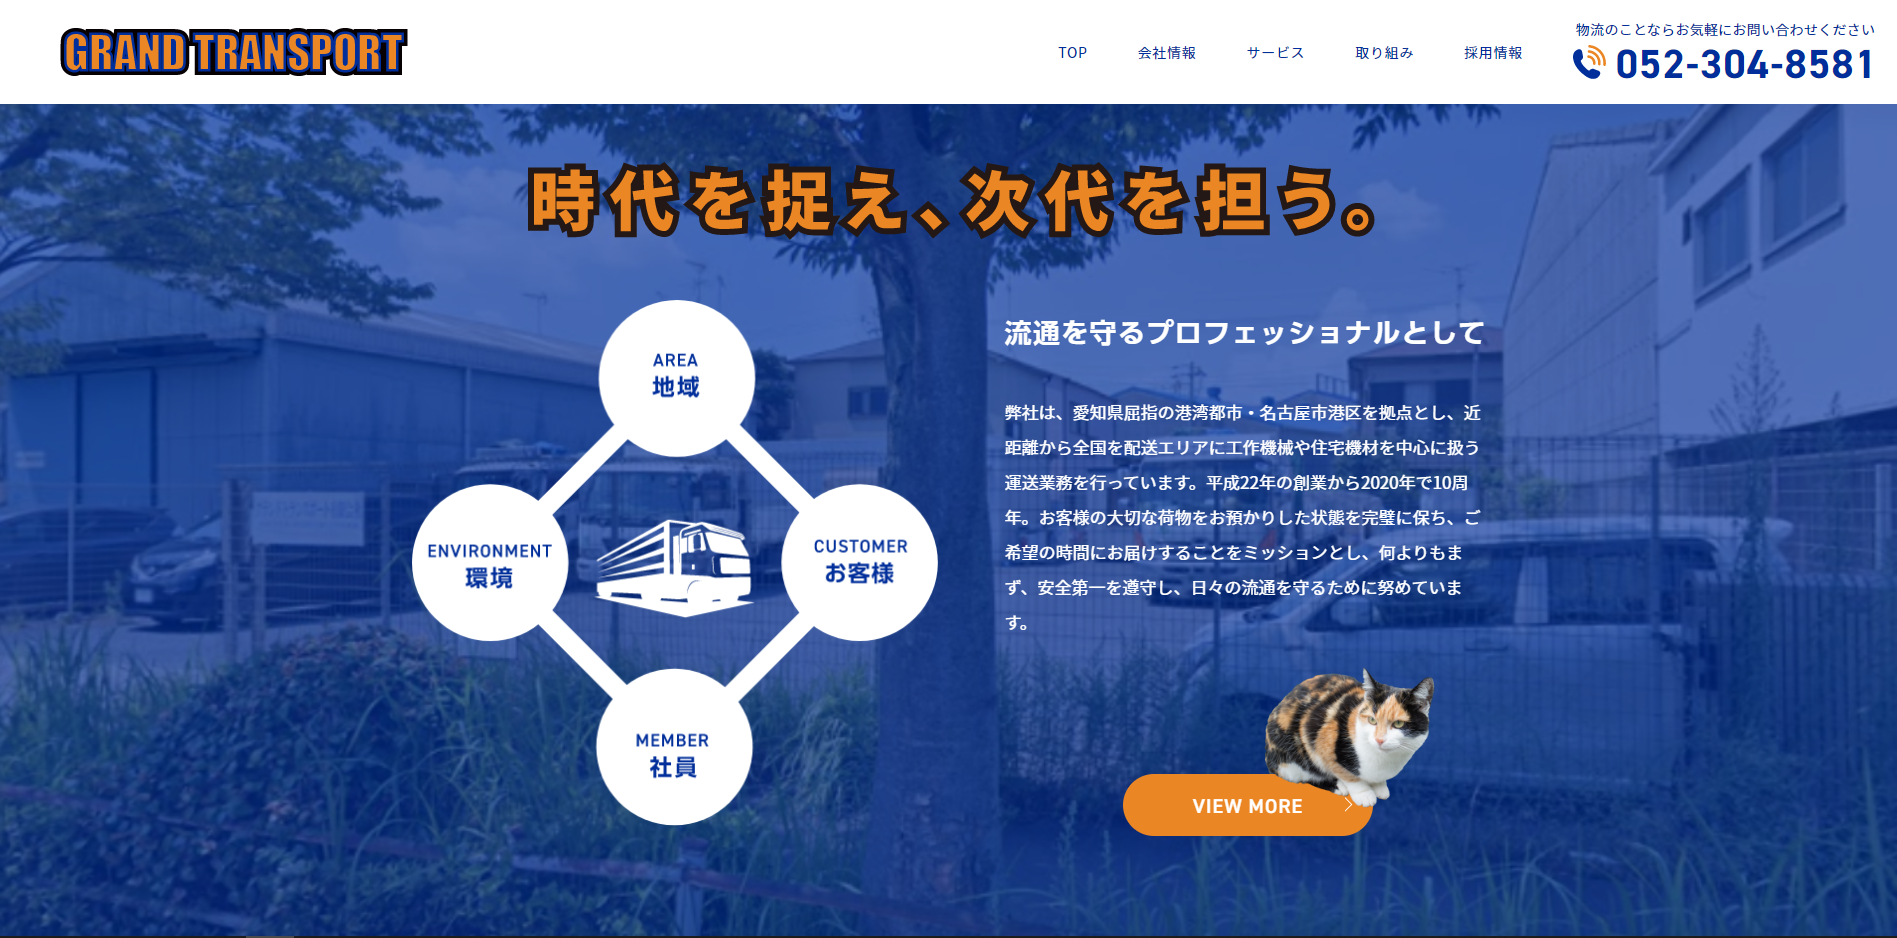 GRAND TRANSPORT
TOP
会社情報
サービス
取り組み
採用情報
物流のことならお気軽にお問い合わせください
052-304-8581
時代を捉え、次代を担う。
AREA
地域
ENVIRONMENT
環境
CUSTOMER
お客様
MEMBER
社員
流通を守るプロフェッショナルとして
弊社は、愛知県屈指の港湾都市・名古屋市港区を拠点とし、近
距離から全国を配送エリアに工作機械や住宅機材を中心に扱う
運送業務を行っています。平成22年の創業から2020年で10周
年。お客様の大切な荷物をお預かりした状態を完璧に保ち、ご
希望の時間にお届けすることをミッションとし、何よりもま
ず、安全第一を遵守し、日々の流通を守るために努めていま
す。
VIEW MORE